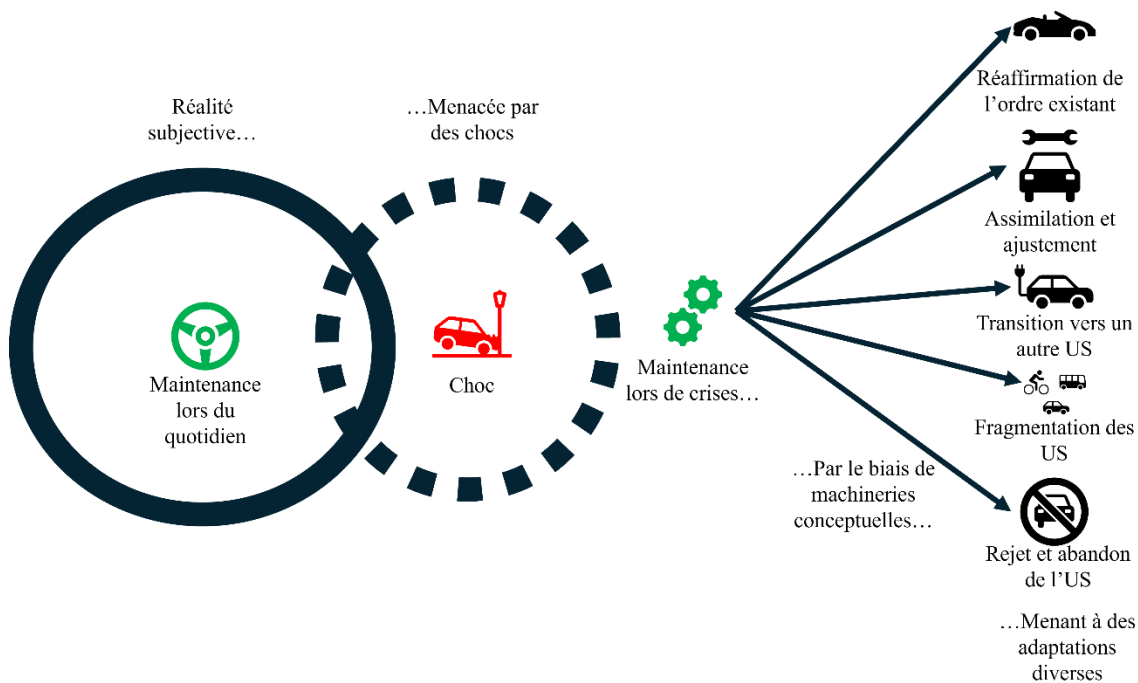 Réalité
subjective…
…Menacée par
des chocs
Maintenance
lors du
quotidien
Choc
Maintenance
lors de crises…
…Par le biais de
machineries
conceptuelles…
Réaffirmation de
l’ordre existant
Assimilation et
ajustement
Transition vers un
autre US
Fragmentation des
US
Rejet et abandon
de l’US
…Menant à des
adaptations
diverses